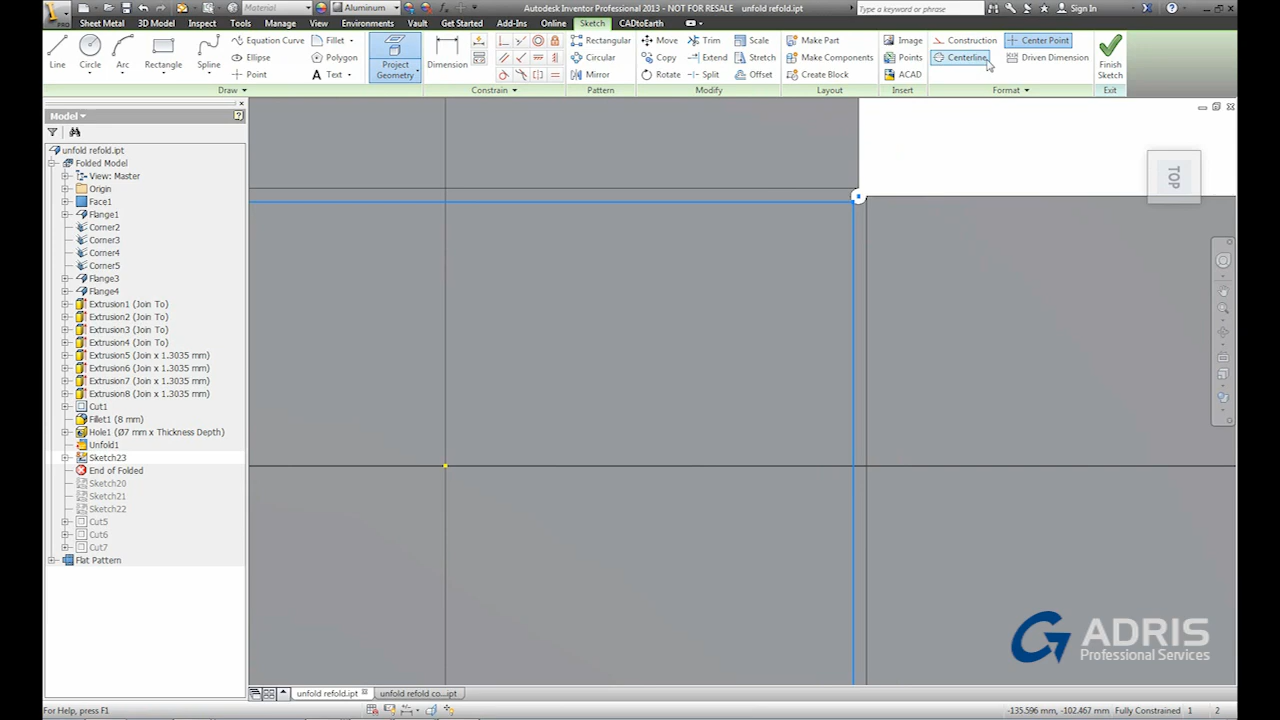 Material
Aluminum
Autodesk Inventor Professional 2013 - NOT FOR RESALE unfold refold.ipt
Type a keyword or phrase
Sign In
PRO
Sheet Metal 3D Model Inspect Tools Manage View Environments Vault Get Started Add-Ins Online Sketch CADtoEarth
Line Circle Arc Rectangle Spline
Equation Curve Fillet
Ellipse Polygon
Point Text
Project Geometry
Dimension
Rectangular
Circular
Mirror
Move Trim Scale
Copy Extend Stretch
Rotate Split Offset
Make Part
Make Components
Create Block
Image
Points
ACAD
Construction Center Point
Centerline Driven Dimension
Finish Sketch
Draw Constrain Pattern Modify Layout Insert Format Exit
Model
unfold refold.ipt
Folded Model
View: Master
Origin
Face1
Flange1
Corner2
Corner3
Corner4
Corner5
Flange3
Flange4
Extrusion1 (Join To)
Extrusion2 (Join To)
Extrusion3 (Join To)
Extrusion4 (Join To)
Extrusion5 (Join x 1.3035 mm)
Extrusion6 (Join x 1.3035 mm)
Extrusion7 (Join x 1.3035 mm)
Extrusion8 (Join x 1.3035 mm)
Cut1
Fillet1 (8 mm)
Hole1 (Ø7 mm x Thickness Depth)
Unfold1
Sketch23
End of Folded
Sketch20
Sketch21
Sketch22
Cut5
Cut6
Cut7
Flat Pattern
TOP
ADRIS
Professional Services
unfold refold.ipt unfold refold co...ipt
For Help, press F1
-135.596 mm, -102.467 mm Fully Constrained 1 2